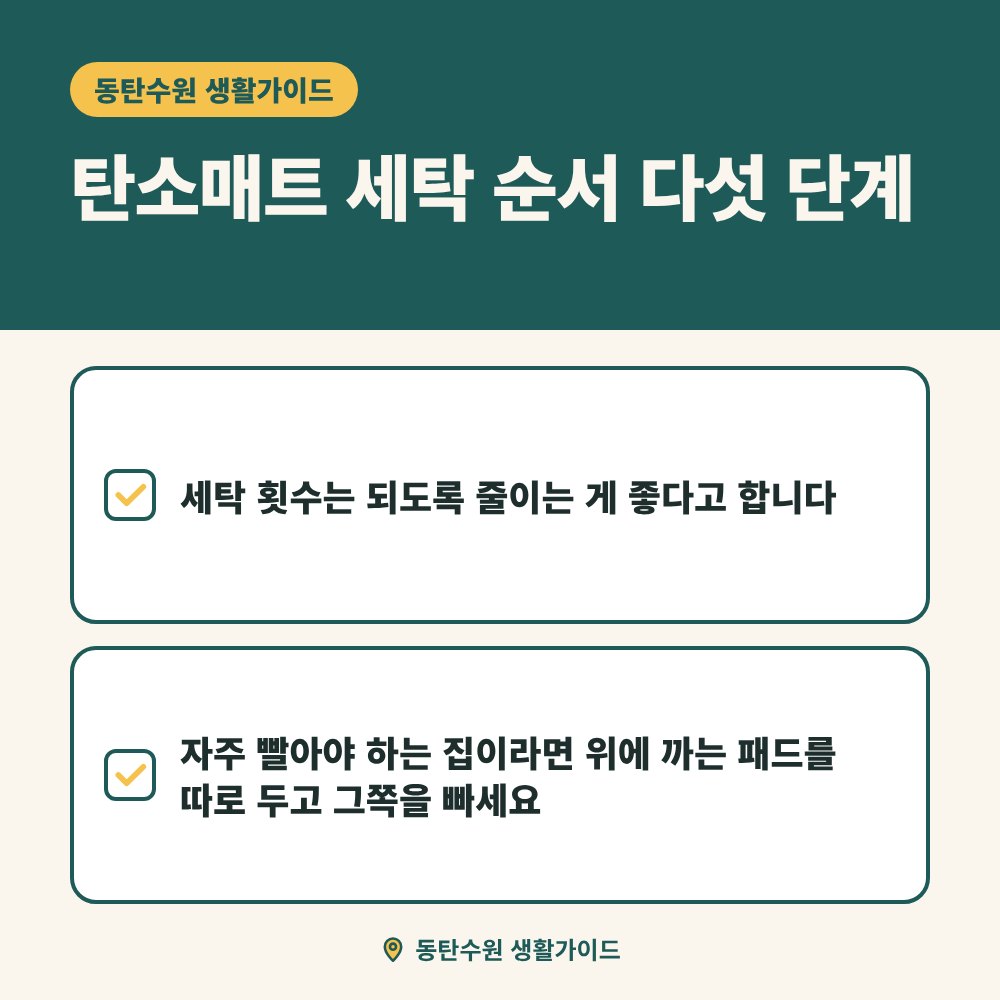 동탄수원 생활가이드
탄소매트 세탁 순서 다섯 단계
세탁 횟수는 되도록 줄이는 게 좋다고 합니다
자주 빨아야 하는 집이라면 위에 까는 패드를
따로 두고 그쪽을 빠세요
동탄수원 생활가이드